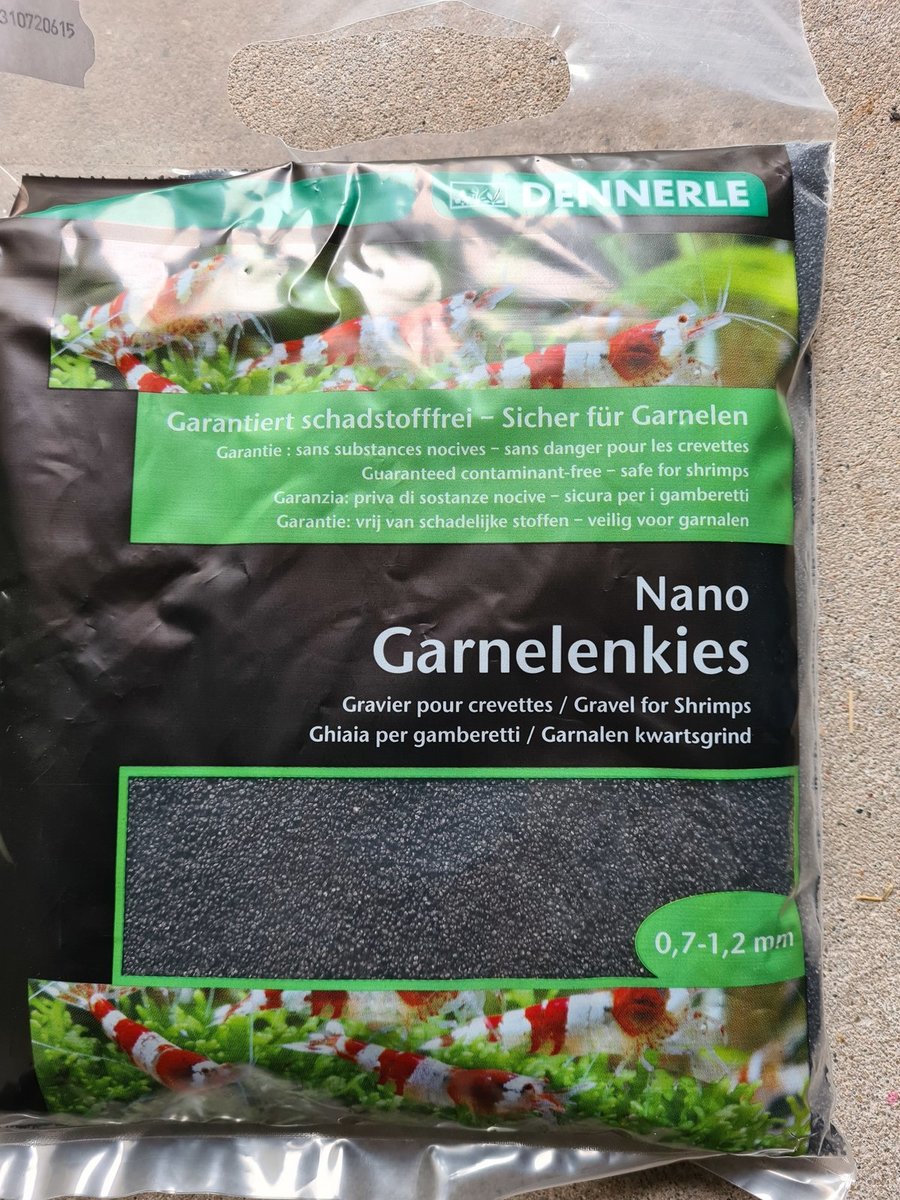 310720615
DENNERLE
Garantiert schadstofffrei – Sicher für Garnelen
Garantie : sans substances nocives – sans danger pour les crevettes
Guaranteed contaminant-free – safe for shrimps
Garanzia: priva di sostanze nocive – sicura per i gamberetti
Garantie: vrij van schadelijke stoffen – veilig voor garnalen
Nano
Garnelenkies
Gravier pour crevettes / Gravel for Shrimps
Ghiaia per gamberetti / Garnalen kwartsgrind
0,7-1,2 mm